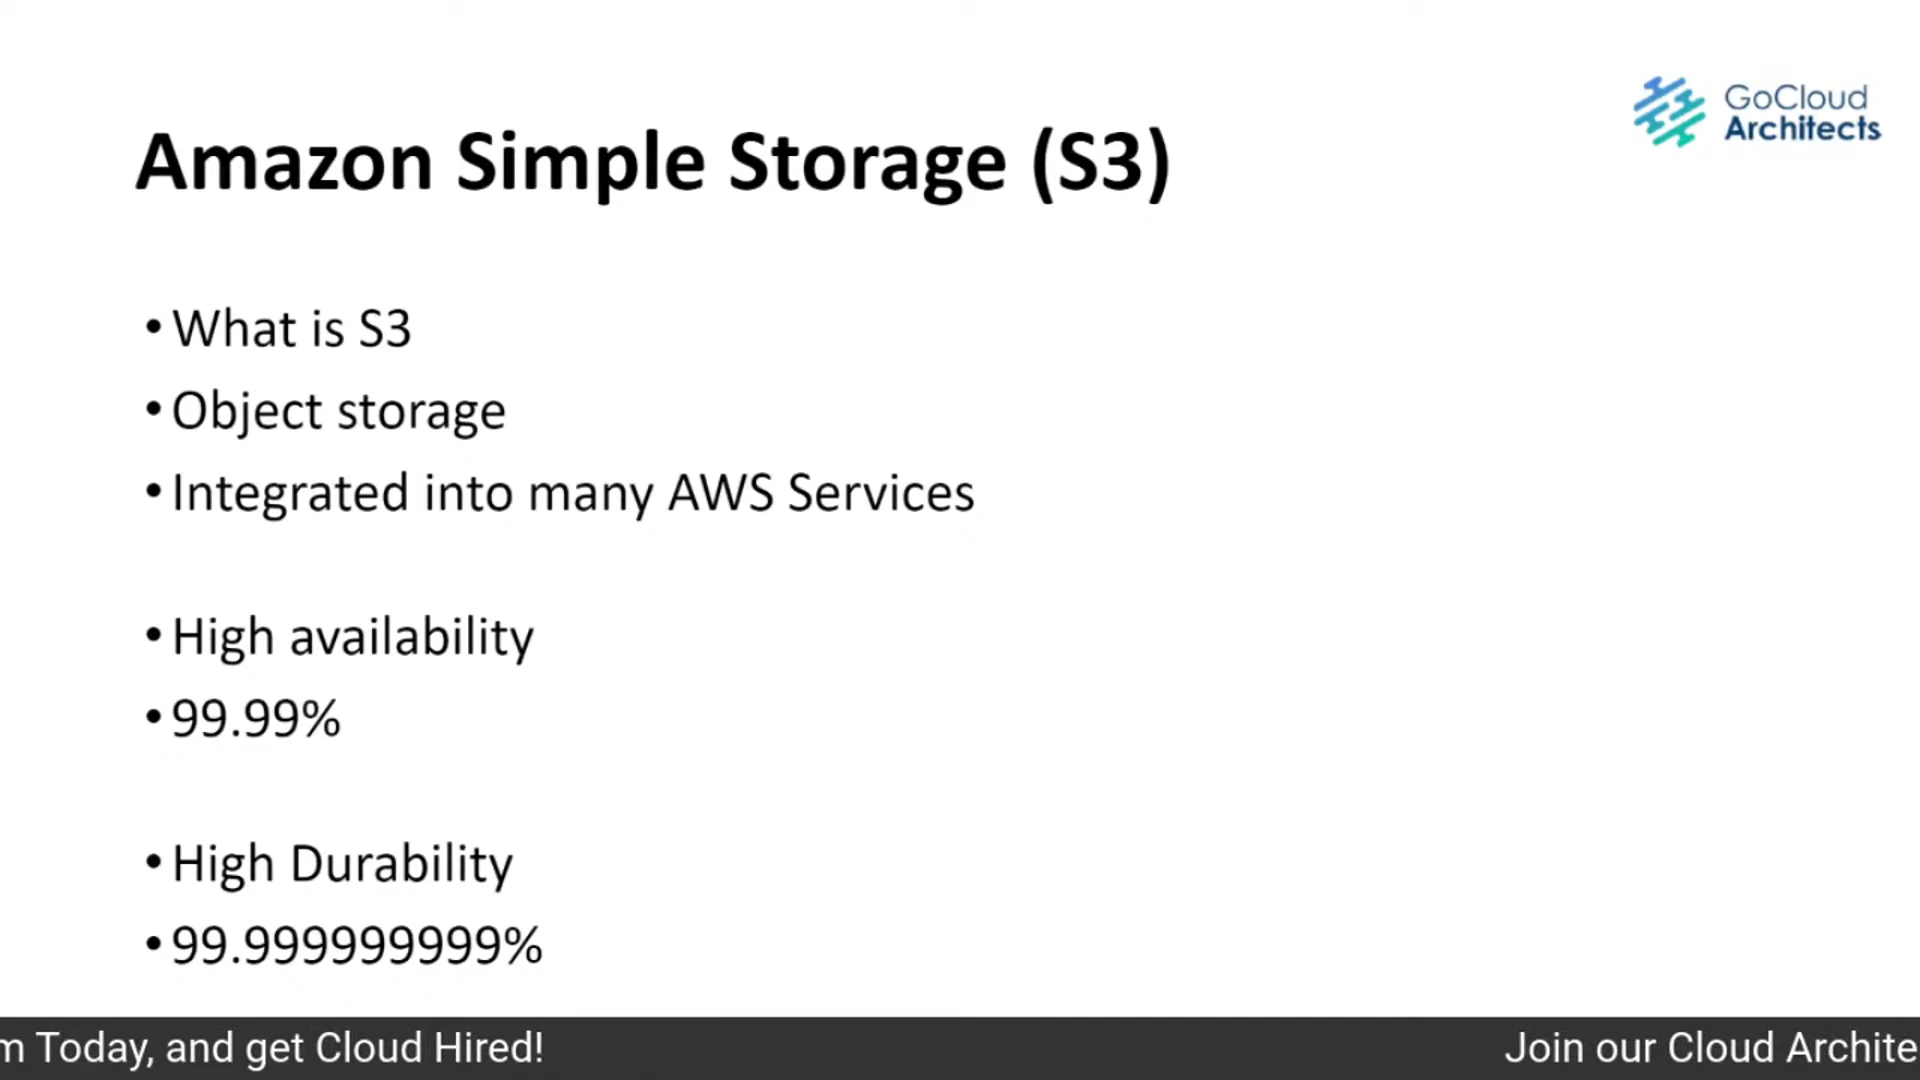 GoCloud
Architects
Amazon Simple Storage (S3)
• What is S3
• Object storage
• Integrated into many AWS Services
• High availability
• 99.99%
• High Durability
• 99.999999999%
m Today, and get Cloud Hired!
Join our Cloud Archite